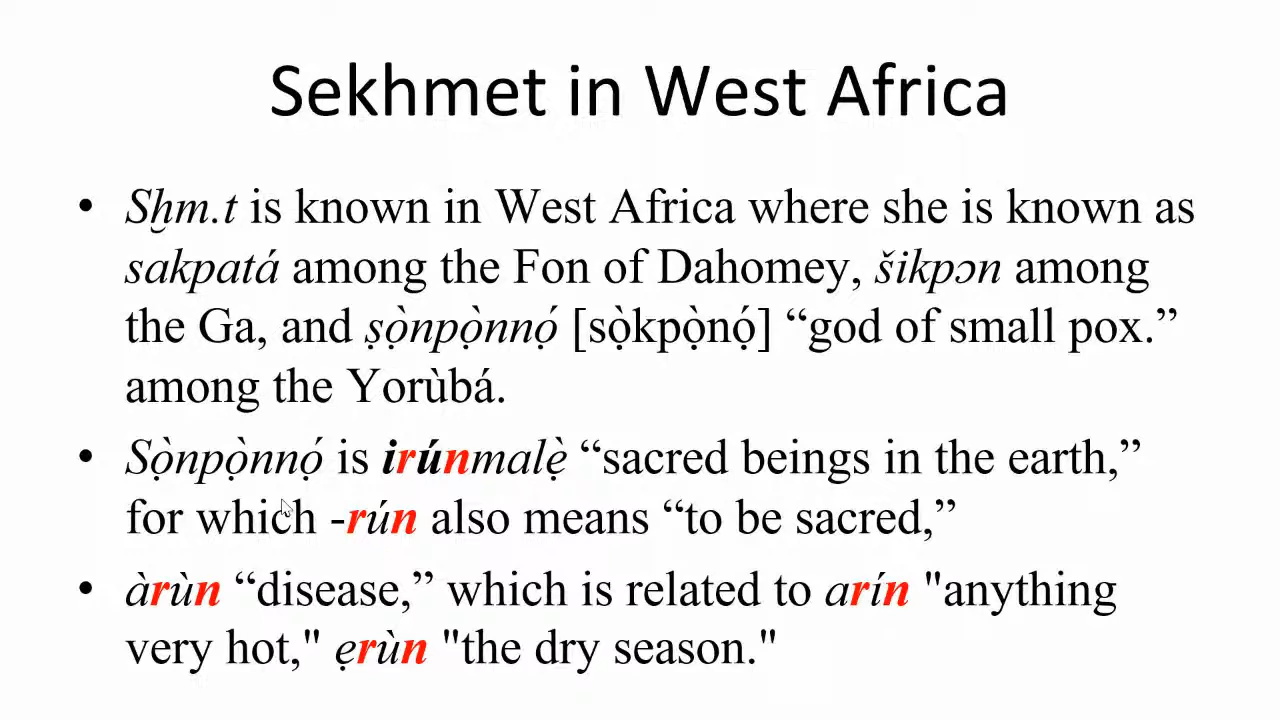 Sekhmet in West Africa
• Sḫm.t is known in West Africa where she is known as
sakpatá among the Fon of Dahomey, šikpɔn among
the Ga, and ṣọ̀npọ̀nnọ́ [sọ̀kpọ̀nọ́] “god of small pox.”
among the Yorùbá.
• Sọ̀npọ̀nnọ́ is irúnmalẹ̀ “sacred beings in the earth,”
for which -rún also means “to be sacred,”
• àrùn “disease,” which is related to arín "anything
very hot," ẹrùn "the dry season."